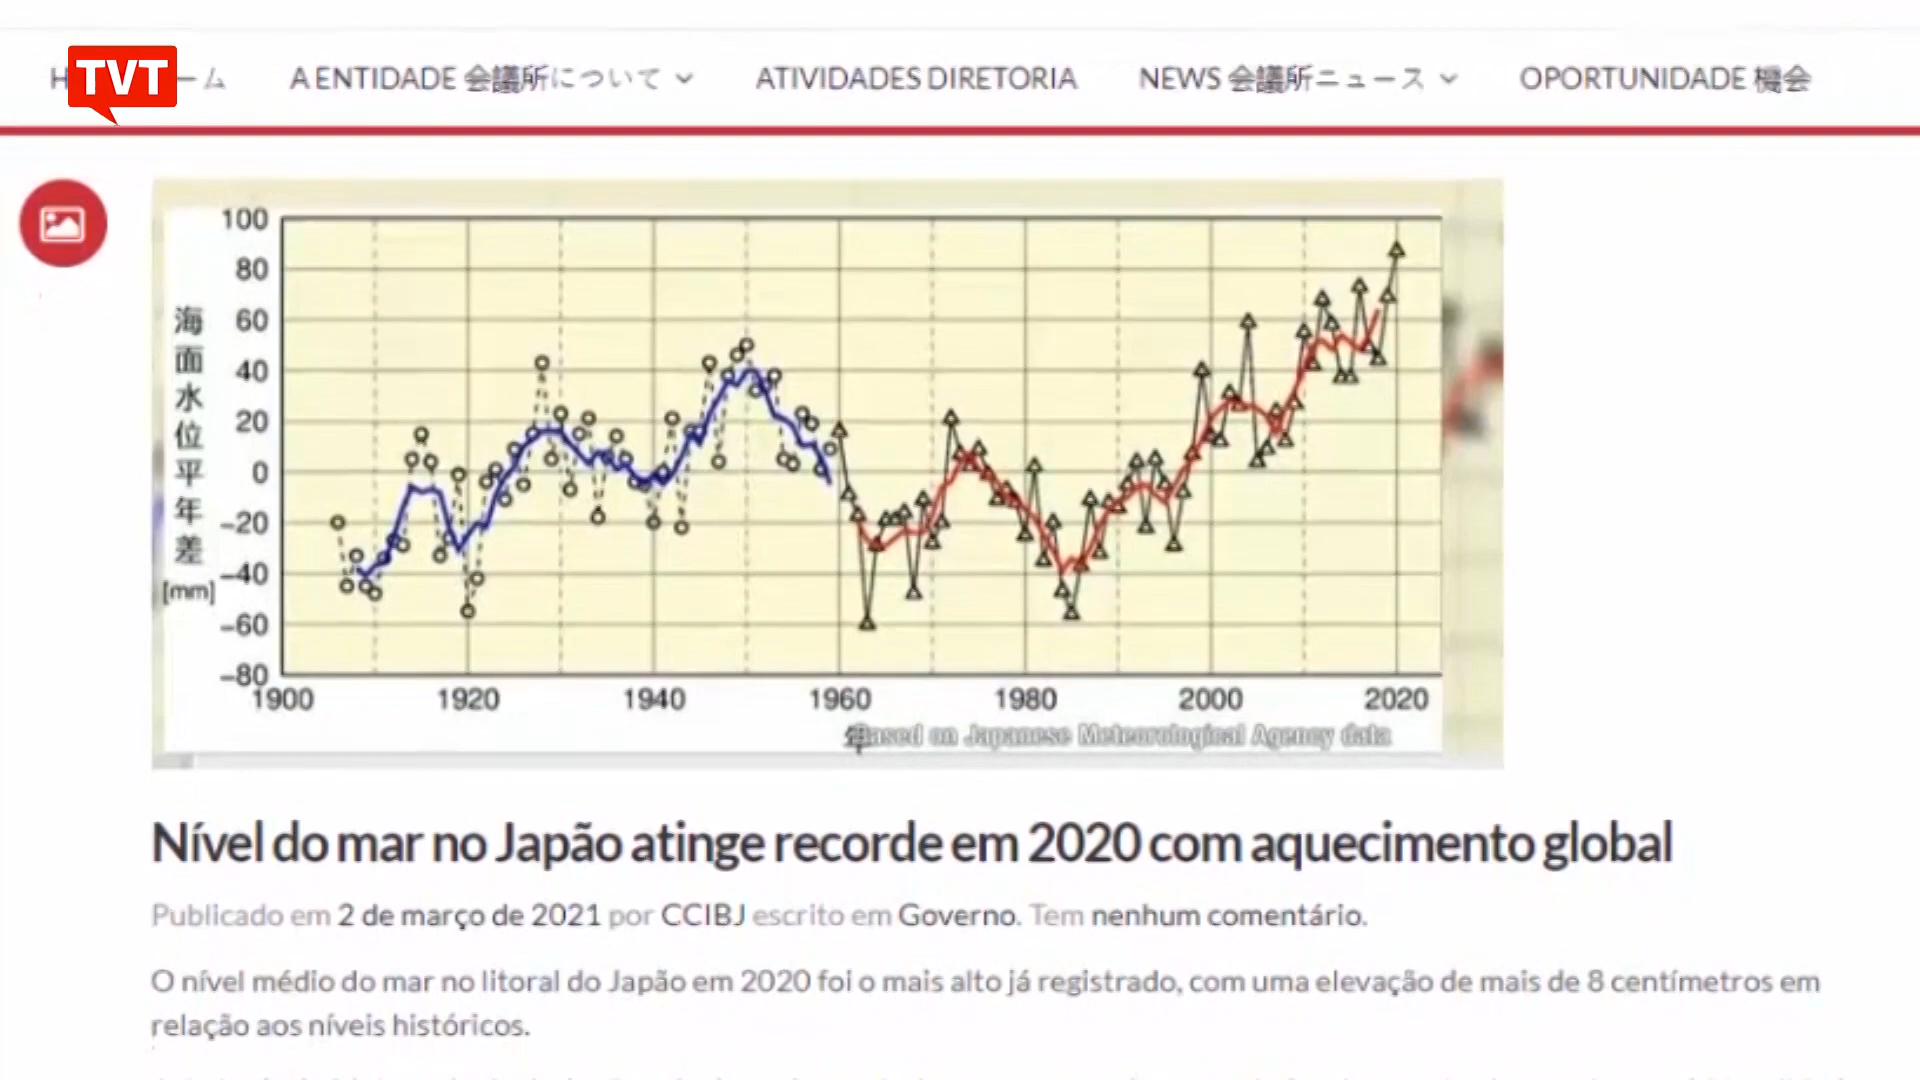 TVT
ーム
A ENTIDADE 会議所について
ATIVIDADES DIRETORIA
NEWS 会議所ニュース
OPORTUNIDADE 機会
100
80
60
40
20
0
-20
-40
-60
-80
海面水位平年差
[mm]
1900 1920 1940 1960 1980 2000 2020
Based on Japanese Meteorological Agency data
Nível do mar no Japão atinge recorde em 2020 com aquecimento global
Publicado em 2 de março de 2021 por CCIBJ escrito em Governo. Tem nenhum comentário.
O nível médio do mar no litoral do Japão em 2020 foi o mais alto já registrado, com uma elevação de mais de 8 centímetros em
relação aos níveis históricos.